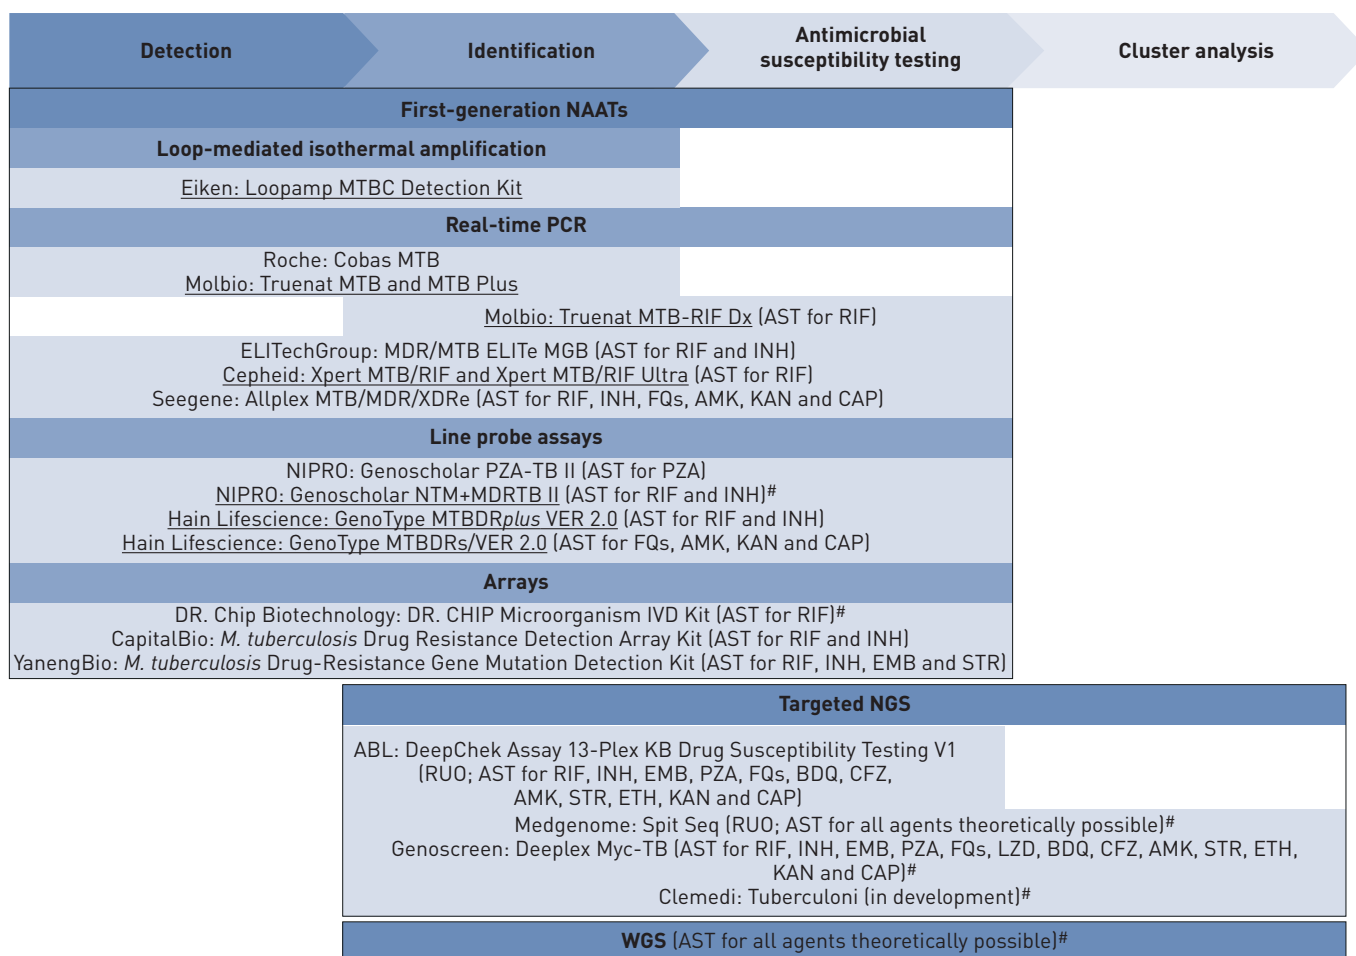 Detection
Identification
Antimicrobial
susceptibility testing
Cluster analysis
First-generation NAATs
Loop-mediated isothermal amplification
Eiken: Loopamp MTBC Detection Kit
Real-time PCR
Roche: Cobas MTB
Molbio: Truenat MTB and MTB Plus
Molbio: Truenat MTB-RIF Dx (AST for RIF)
ELITechGroup: MDR/MTB ELITe MGB (AST for RIF and INH)
Cepheid: Xpert MTB/RIF and Xpert MTB/RIF Ultra (AST for RIF)
Seegene: Allplex MTB/MDR/XDRe (AST for RIF, INH, FQs, AMK, KAN and CAP)
Line probe assays
NIPRO: Genoscholar PZA-TB II (AST for PZA)
NIPRO: Genoscholar NTM+MDRTB II (AST for RIF and INH)#
Hain Lifescience: GenoType MTBDRplus VER 2.0 (AST for RIF and INH)
Hain Lifescience: GenoType MTBDRs/VER 2.0 (AST for FQs, AMK, KAN and CAP)
Arrays
DR. Chip Biotechnology: DR. CHIP Microorganism IVD Kit (AST for RIF)#
CapitalBio: M. tuberculosis Drug Resistance Detection Array Kit (AST for RIF and INH)
YanengBio: M. tuberculosis Drug-Resistance Gene Mutation Detection Kit (AST for RIF, INH, EMB and STR)
Targeted NGS
ABL: DeepChek Assay 13-Plex KB Drug Susceptibility Testing V1
(RUO; AST for RIF, INH, EMB, PZA, FQs, BDQ, CFZ,
AMK, STR, ETH, KAN and CAP)
Medgenome: Spit Seq (RUO; AST for all agents theoretically possible)#
Genoscreen: Deeplex Myc-TB (AST for RIF, INH, EMB, PZA, FQs, LZD, BDQ, CFZ, AMK, STR, ETH,
KAN and CAP)#
Clemedi: Tuberculoni (in development)#
WGS (AST for all agents theoretically possible)#